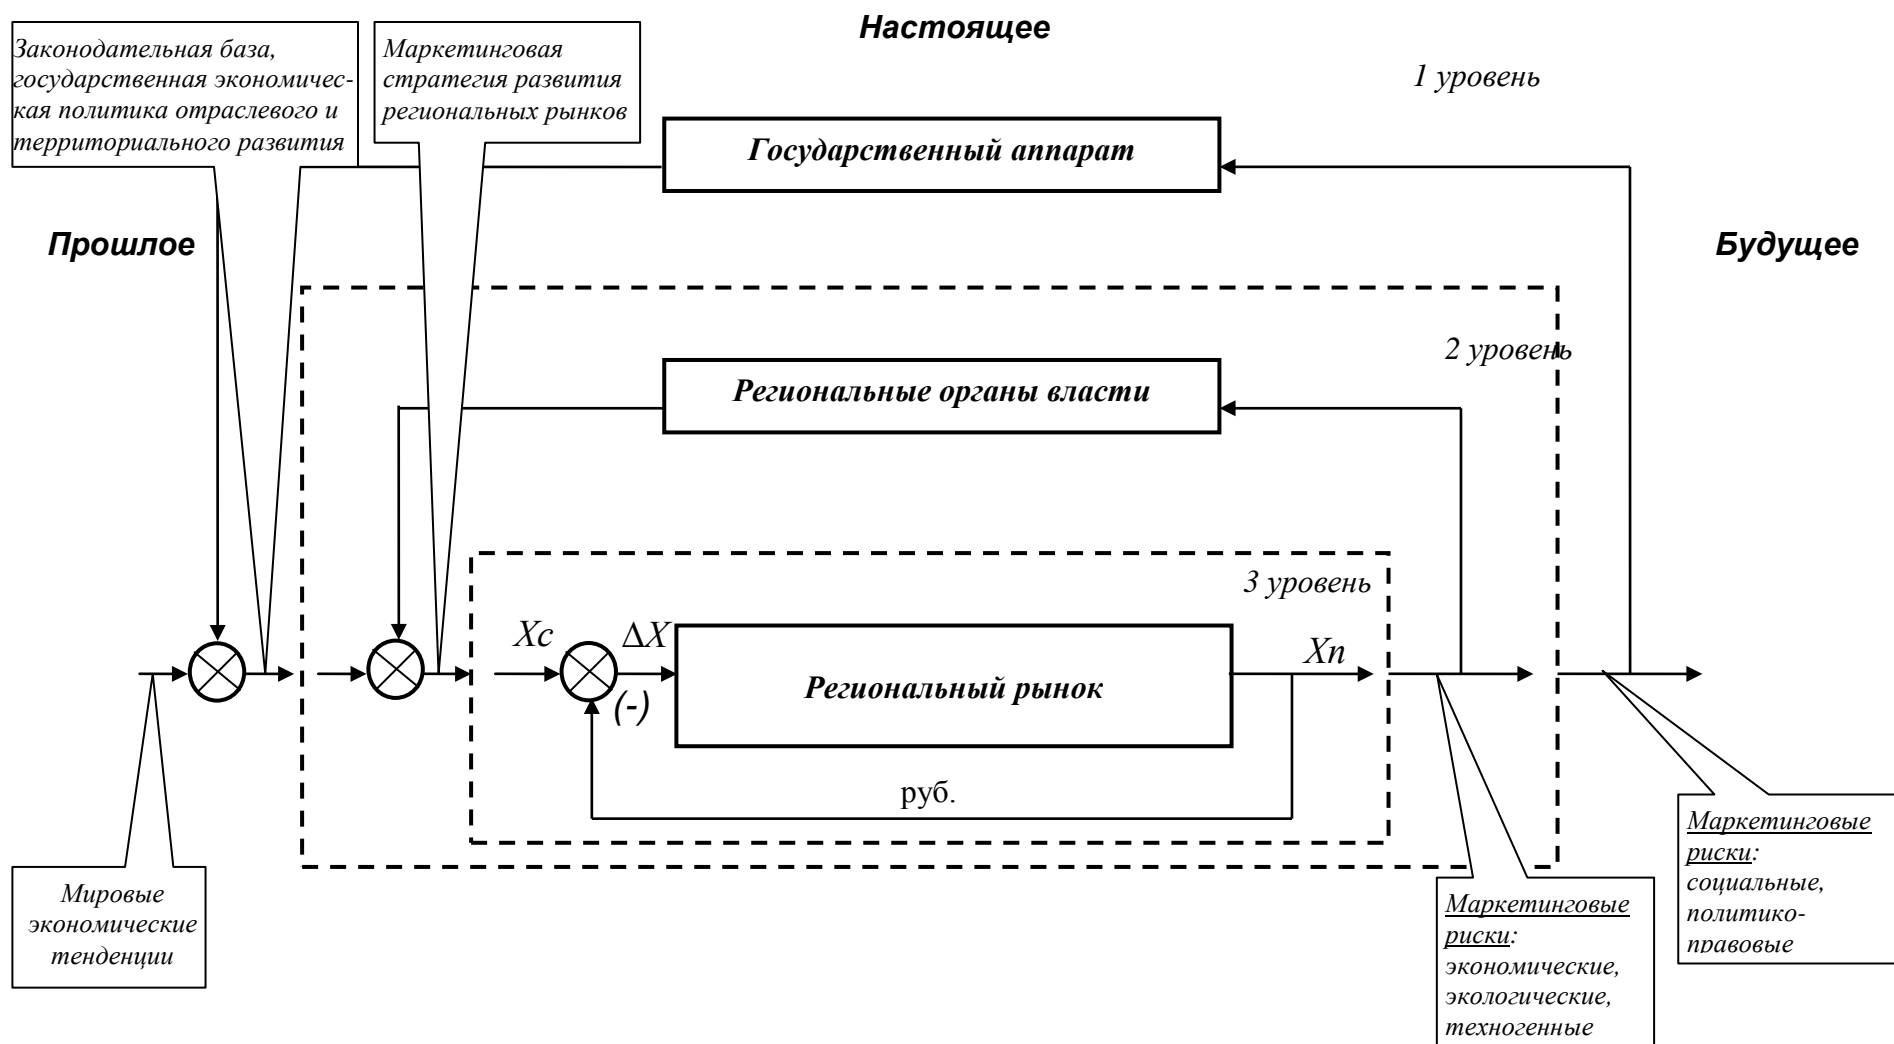 Настоящее
Законодательная база,
государственная экономичес-
кая политика отраслевого и
территориального развития
Маркетинговая
стратегия развития
региональных рынков
1 уровень
Государственный аппарат
Прошлое
Будущее
2 уровень
Региональные органы власти
3 уровень
Хс
ΔX
Хп
(-)
Региональный рынок
руб.
Мировые
экономические
тенденции
Маркетинговые
риски:
экономические,
экологические,
техногенные
Маркетинговые
риски:
социальные,
политико-
правовые